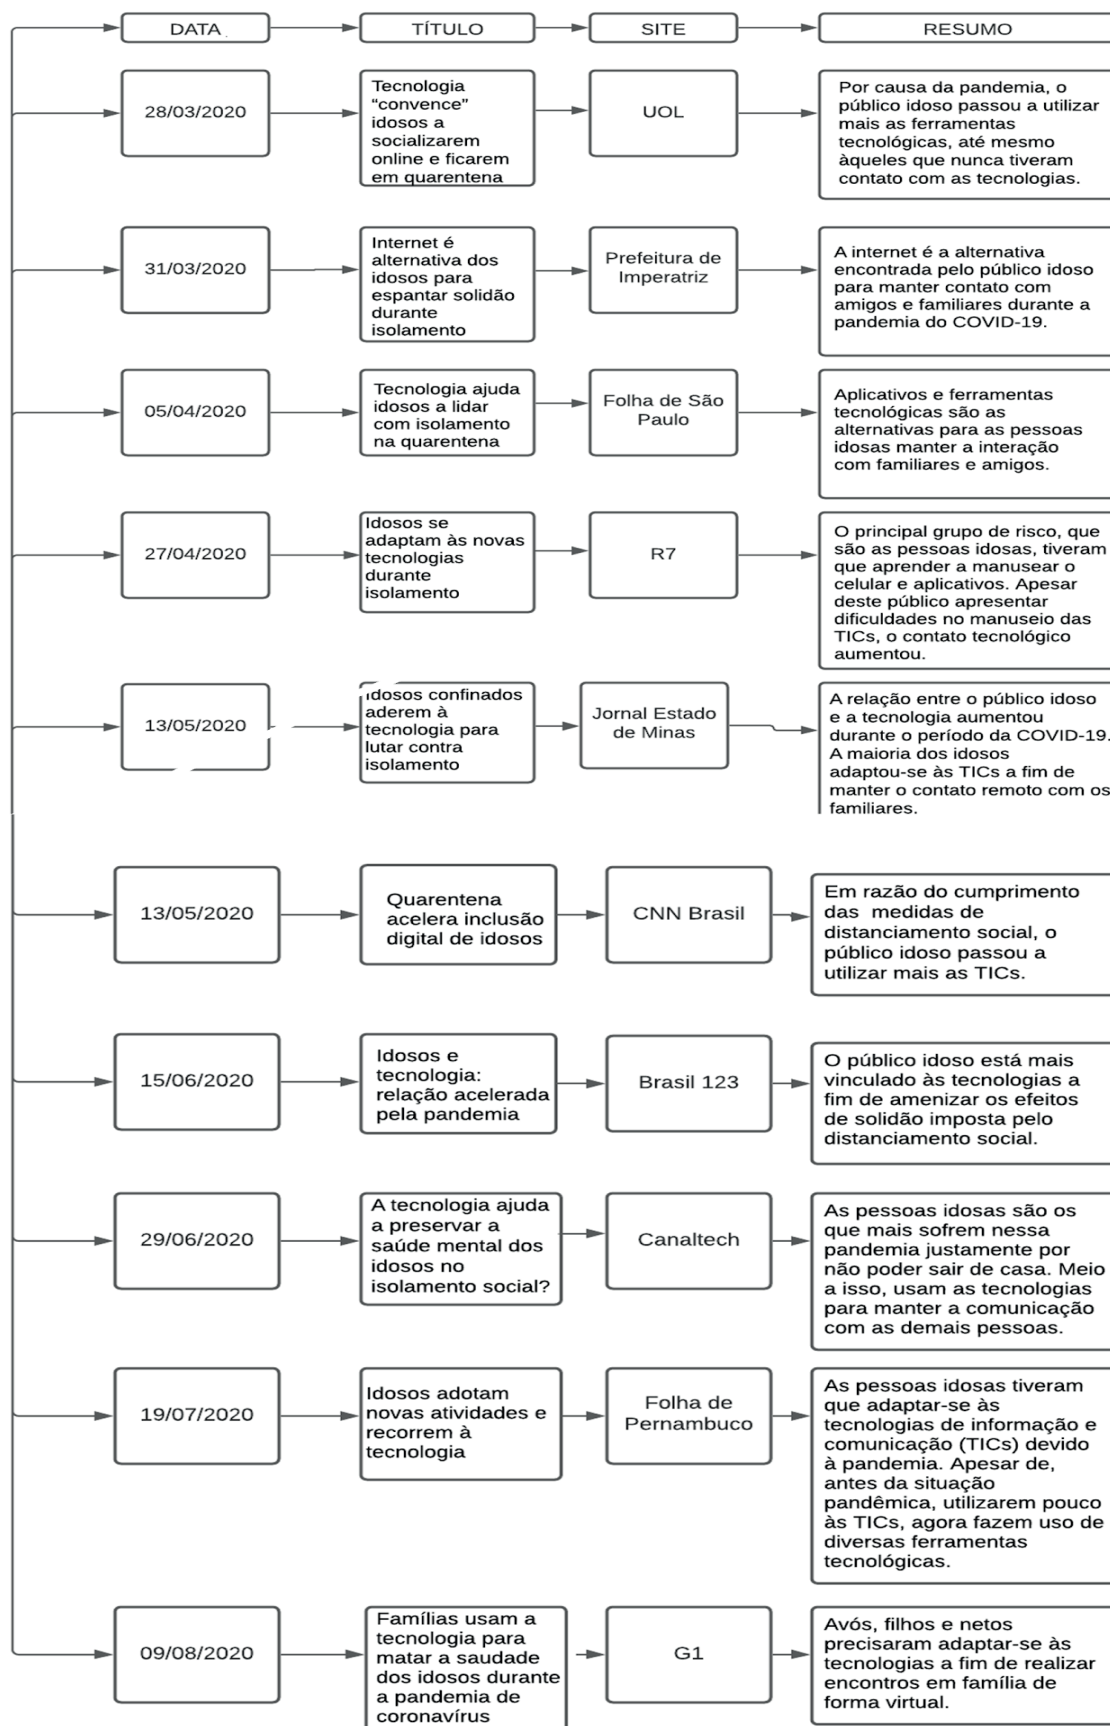 DATA
TÍTULO
SITE
RESUMO
28/03/2020
Tecnologia
“convence”
idosos a
socializarem
online e ficarem
em quarentena
UOL
Por causa da pandemia, o
público idoso passou a utilizar
mais as ferramentas
tecnológicas, até mesmo
àqueles que nunca tiveram
contato com as tecnologias.
31/03/2020
Internet é
alternativa dos
idosos para
espantar solidão
durante
isolamento
Prefeitura de
Imperatriz
A internet é a alternativa
encontrada pelo público idoso
para manter contato com
amigos e familiares durante a
pandemia do COVID-19.
05/04/2020
Tecnologia ajuda
idosos a lidar
com isolamento
na quarentena
Folha de São
Paulo
Aplicativos e ferramentas
tecnológicas são as
alternativas para as pessoas
idosas manter a interação
com familiares e amigos.
27/04/2020
Idosos se
adaptam às novas
tecnologias
durante
isolamento
R7
O principal grupo de risco, que
são as pessoas idosas, tiveram
que aprender a manusear o
celular e aplicativos. Apesar
deste público apresentar
dificuldades no manuseio das
TICs, o contato tecnológico
aumentou.
13/05/2020
Idosos confinados
aderem à
tecnologia para
lutar contra
isolamento
Jornal Estado
de Minas
A relação entre o público idoso
e a tecnologia aumentou
durante o período da COVID-19.
A maioria dos idosos
adaptou-se às TICs a fim de
manter o contato remoto com os
familiares.
13/05/2020
Quarentena
acelera inclusão
digital de idosos
CNN Brasil
Em razão do cumprimento
das medidas de
distanciamento social, o
público idoso passou a
utilizar mais as TICs.
15/06/2020
Idosos e
tecnologia:
relação acelerada
pela pandemia
Brasil 123
O público idoso está mais
vinculado às tecnologias a
fim de amenizar os efeitos
de solidão imposta pelo
distanciamento social.
29/06/2020
A tecnologia ajuda
a preservar a
saúde mental dos
idosos no
isolamento social?
Canaltech
As pessoas idosas são os
que mais sofrem nessa
pandemia justamente por
não poder sair de casa. Meio
a isso, usam as tecnologias
para manter a comunicação
com as demais pessoas.
19/07/2020
Idosos adotam
novas atividades e
recorrem à
tecnologia
Folha de
Pernambuco
As pessoas idosas tiveram
que adaptar-se às
tecnologias de informação e
comunicação (TICs) devido
à pandemia. Apesar de,
antes da situação
pandêmica, utilizarem pouco
às TICs, agora fazem uso de
diversas ferramentas
tecnológicas.
09/08/2020
Famílias usam a
tecnologia para
matar a saudade
dos idosos durante
a pandemia de
coronavírus
G1
Avós, filhos e netos
precisaram adaptar-se às
tecnologias a fim de realizar
encontros em família de
forma virtual.